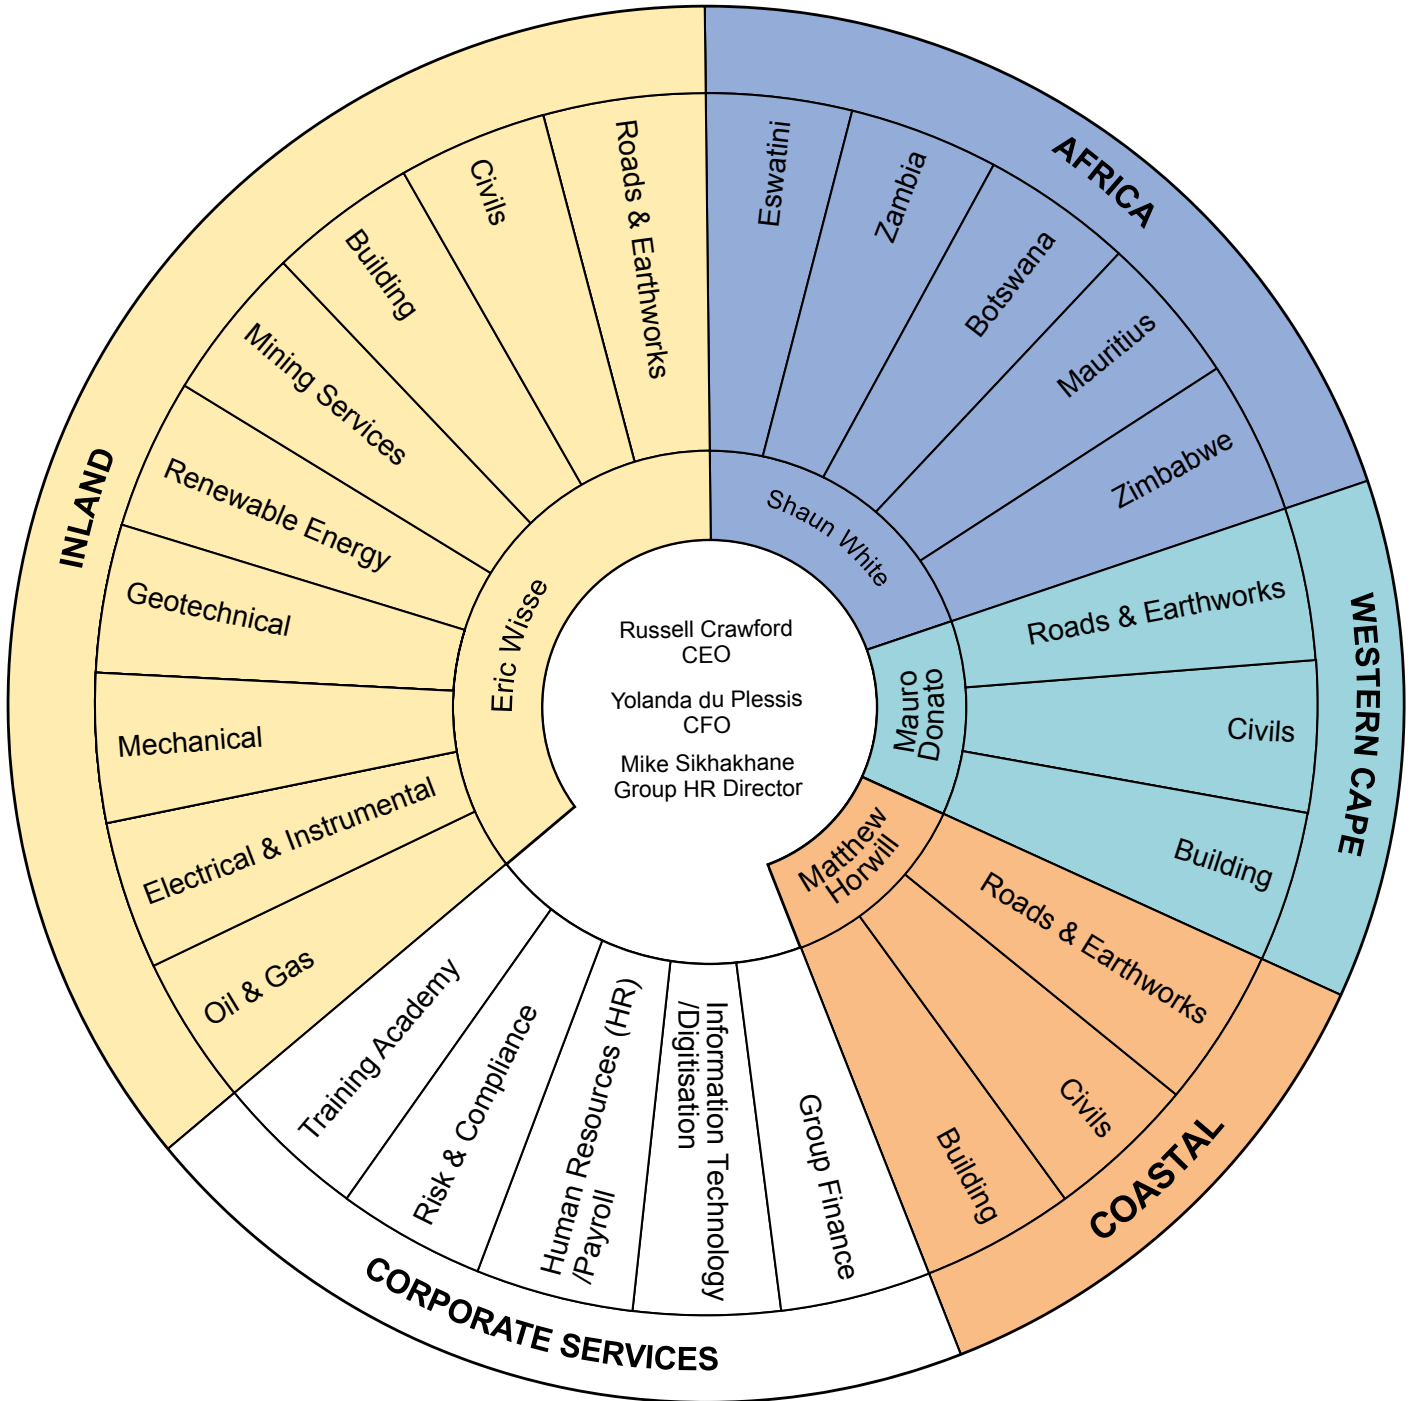 Russell Crawford
CEO
Yolanda du Plessis
CFO
Mike Sikhakhane
Group HR Director
AFRICA
Shaun White
Eswatini
Zambia
Botswana
Mauritius
Zimbabwe
WESTERN CAPE
Mauro
Donato
Roads & Earthworks
Civils
Building
COASTAL
Matthew
Horwill
Roads & Earthworks
Civils
Building
CORPORATE SERVICES
Group Finance
Information Technology
/Digitisation
Human Resources (HR)
/Payroll
Risk & Compliance
Training Academy
INLAND
Eric Wisse
Oil & Gas
Electrical & Instrumental
Mechanical
Geotechnical
Renewable Energy
Mining Services
Building
Civils
Roads & Earthworks